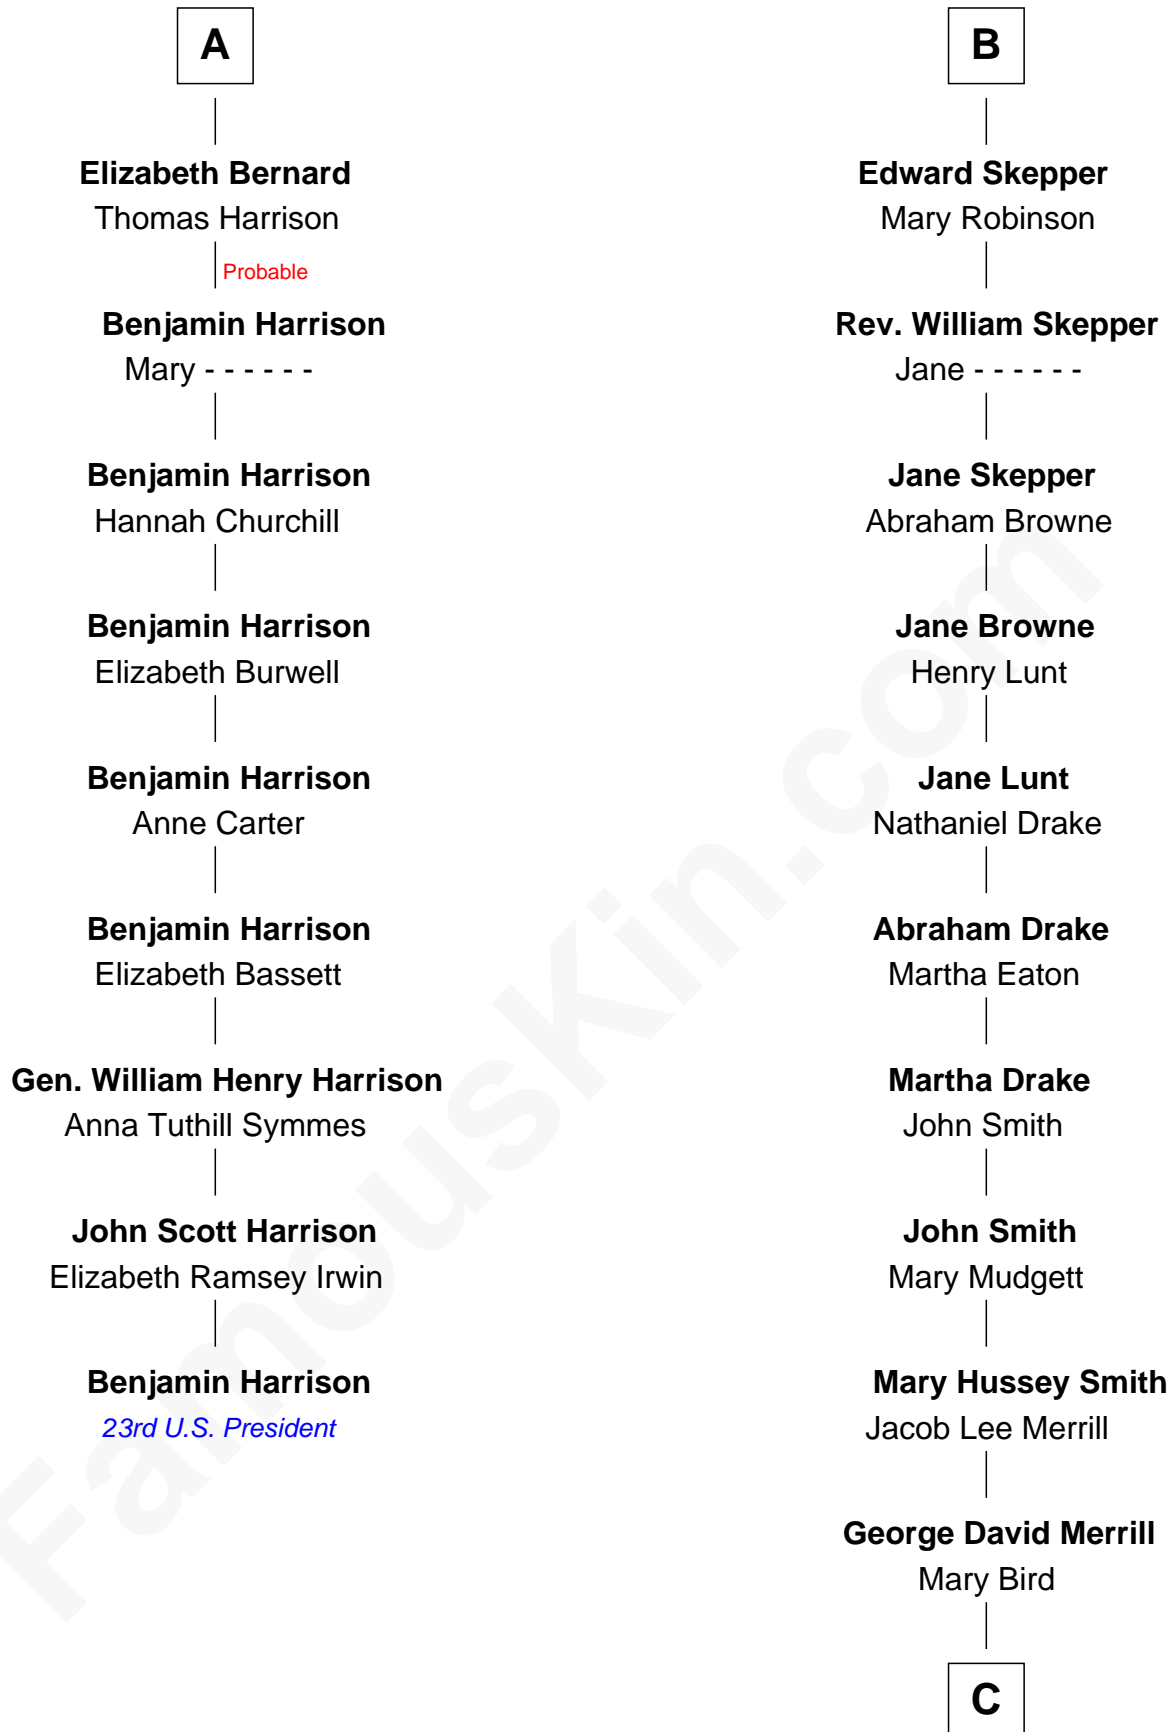 A
Elizabeth Bernard
Thomas Harrison
Probable
Benjamin Harrison
Mary - - - - - -
Benjamin Harrison
Hannah Churchill
Benjamin Harrison
Elizabeth Burwell
Benjamin Harrison
Anne Carter
Benjamin Harrison
Elizabeth Bassett
Gen. William Henry Harrison
Anna Tuthill Symmes
John Scott Harrison
Elizabeth Ramsey Irwin
Benjamin Harrison
23rd U.S. President
B
Edward Skepper
Mary Robinson
Rev. William Skepper
Jane - - - - - -
Jane Skepper
Abraham Browne
Jane Browne
Henry Lunt
Jane Lunt
Nathaniel Drake
Abraham Drake
Martha Eaton
Martha Drake
John Smith
John Smith
Mary Mudgett
Mary Hussey Smith
Jacob Lee Merrill
George David Merrill
Mary Bird
C
FamousKin.com